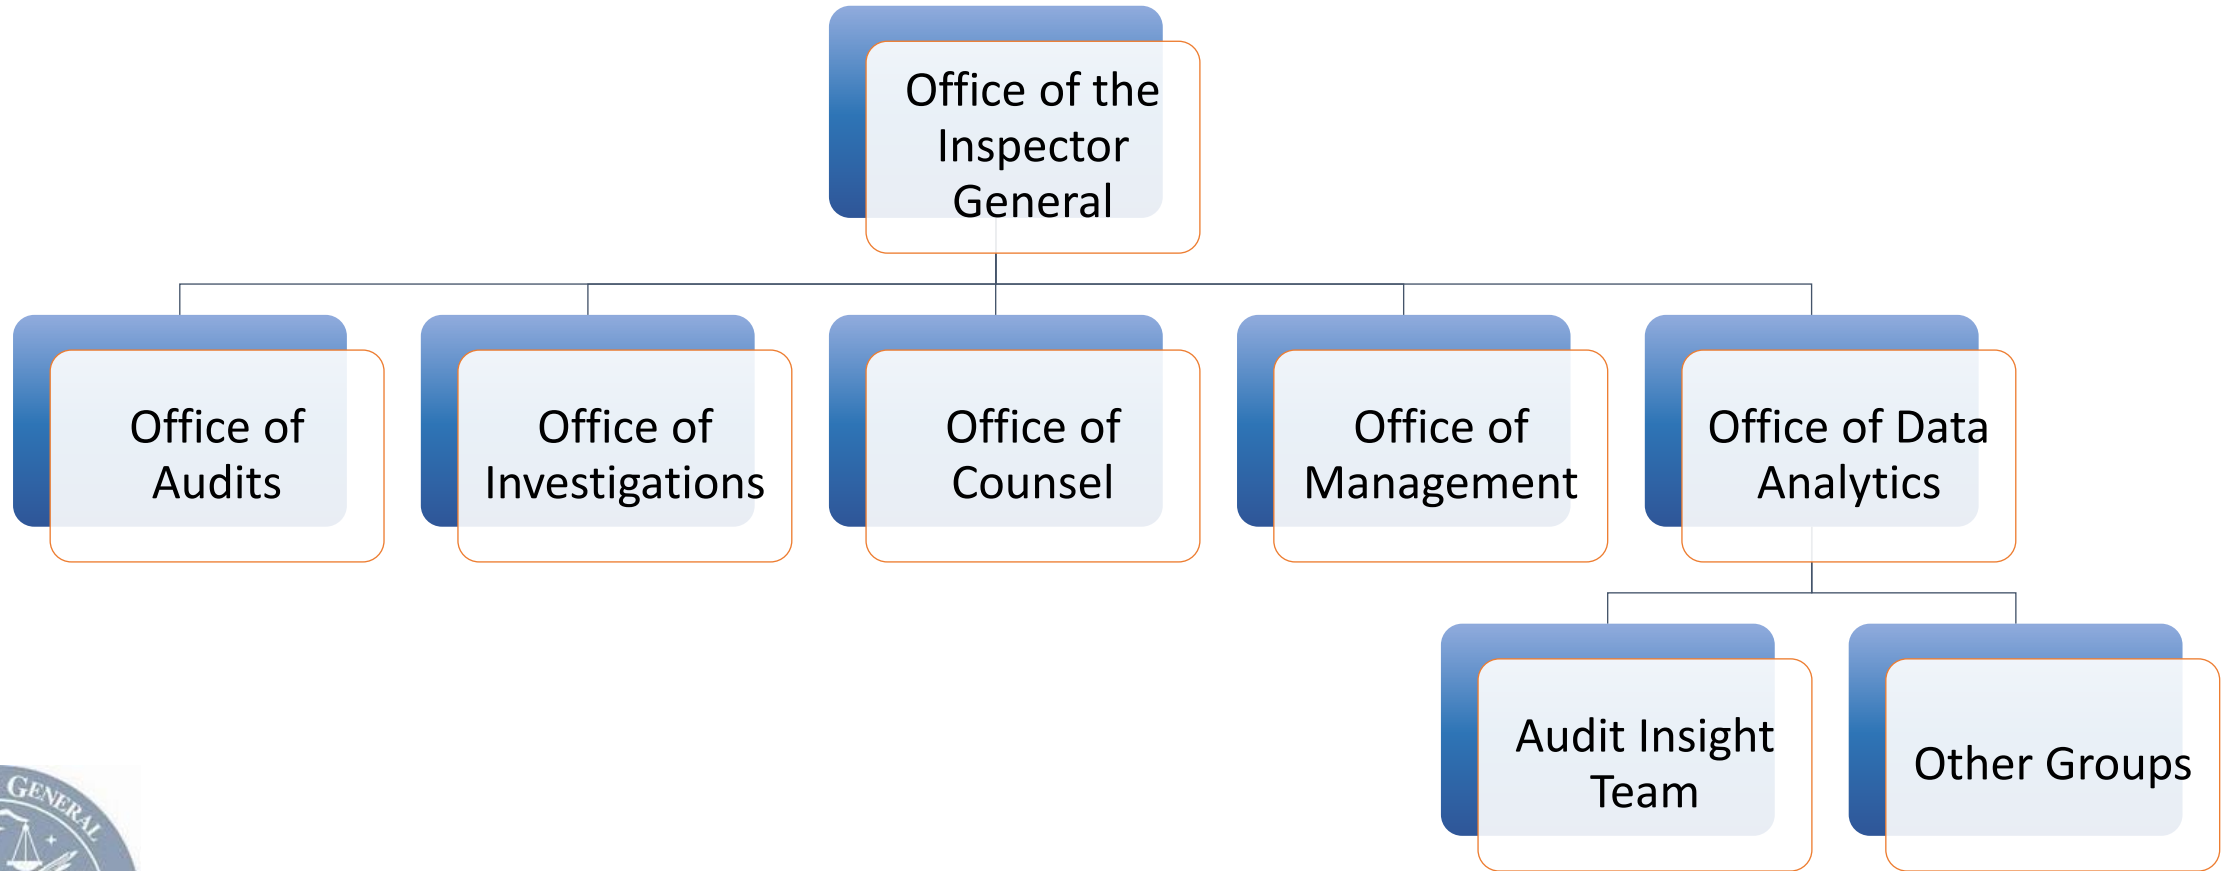 Office of the
Inspector
General
Office of
Audits
Office of
Investigations
Office of
Counsel
Office of
Management
Office of Data
Analytics
Audit Insight
Team
Other Groups
GENERAL